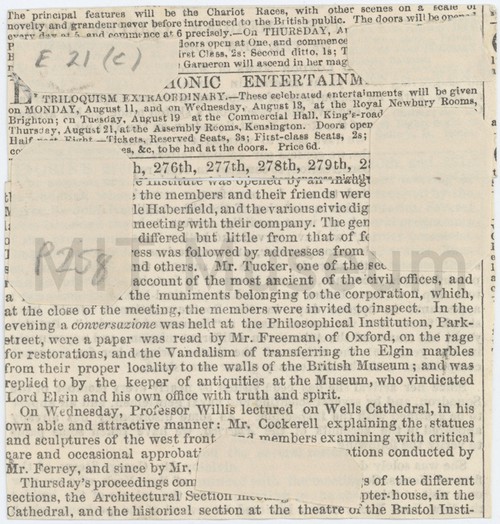 The principal features will be the Chariot Races, with other scenes on a scale of
novelty and grandeur never before introduced to the British public. The doors will be opened
every day at 5, and commence at 6 precisely.—On THURSDAY, A
doors open at One, and commence
irst Class, 2s; Second ditto, 1s; T
Garneron will ascend in her mag
E 21 (c)
IONIC ENTERTAINM
TRILOQUISM EXTRAORDINARY.—These celebrated entertainments will be given
on MONDAY, August 11, and on Wednesday, August 13, at the Royal Newbury Rooms,
Brighton; on Tuesday, August 19 at the Commercial Hall, King's-road
Thursday, August 21, at the Assembly Rooms, Kensington. Doors open
Half-past Eight.—Tickets, Reserved Seats, 3s; First-class Seats, 2s;
es, &c, to be had at the doors. Price 6d.
h, 276th, 277th, 278th, 279th, 28
e Institute was opened by an
the members and their friends were
le Haberfield, and the various civic dig
meeting with their company. The gen
differed but little from that of fo
ress was followed by addresses from
nd others. Mr. Tucker, one of the sec
account of the most ancient of the civil offices, and
the muniments belonging to the corporation, which,
at the close of the meeting, the members were invited to inspect. In the
evening a conversazione was held at the Philosophical Institution, Park-
street, were a paper was read by Mr. Freeman, of Oxford, on the rage
for restorations, and the Vandalism of transferring the Elgin marbles
from their proper locality to the walls of the British Museum; and was
replied to by the keeper of antiquities at the Museum, who vindicated
Lord Elgin and his own office with truth and spirit.
P258
MIT Museum
On Wednesday, Professor Willis lectured on Wells Cathedral, in his
own able and attractive manner: Mr. Cockerell explaining the statues
and sculptures of the west front and members examining with critical
care and occasional approbat tions conducted by
Mr. Ferrey, and since by Mr,
Thursday's proceedings con s of the different
sections, the Architectural Section pter-house, in the
Cathedral, and the historical section at the theatre of the Bristol Insti-